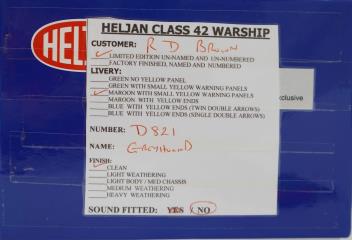 HELJAN CLASS 42 WARSHIP
HELJ
CUSTOMER: R D Brown
LIMITED EDITION UN-NAMED AND UN-NUMBERED
FACTORY FINISHED, NAMED AND NUMBERED
LIVERY:
GREEN NO YELLOW PANEL
GREEN WITH SMALL YELLOW WARNING PANELS
MAROON WITH SMALL YELLOW WARNING PANELS
MAROON WITH YELLOW ENDS
BLUE WITH YELLOW ENDS (TWIN DOUBLE ARROWS)
BLUE WITH YELLOW ENDS (SINGLE DOUBLE ARROWS)
xclusive
NUMBER: D821
NAME: GREYHOUND
FINISH:
CLEAN
LIGHT WEATHERING
LIGHT BODY / MED CHASSIS
MEDIUM WEATHERING
HEAVY WEATHERING
SOUND FITTED: YES NO